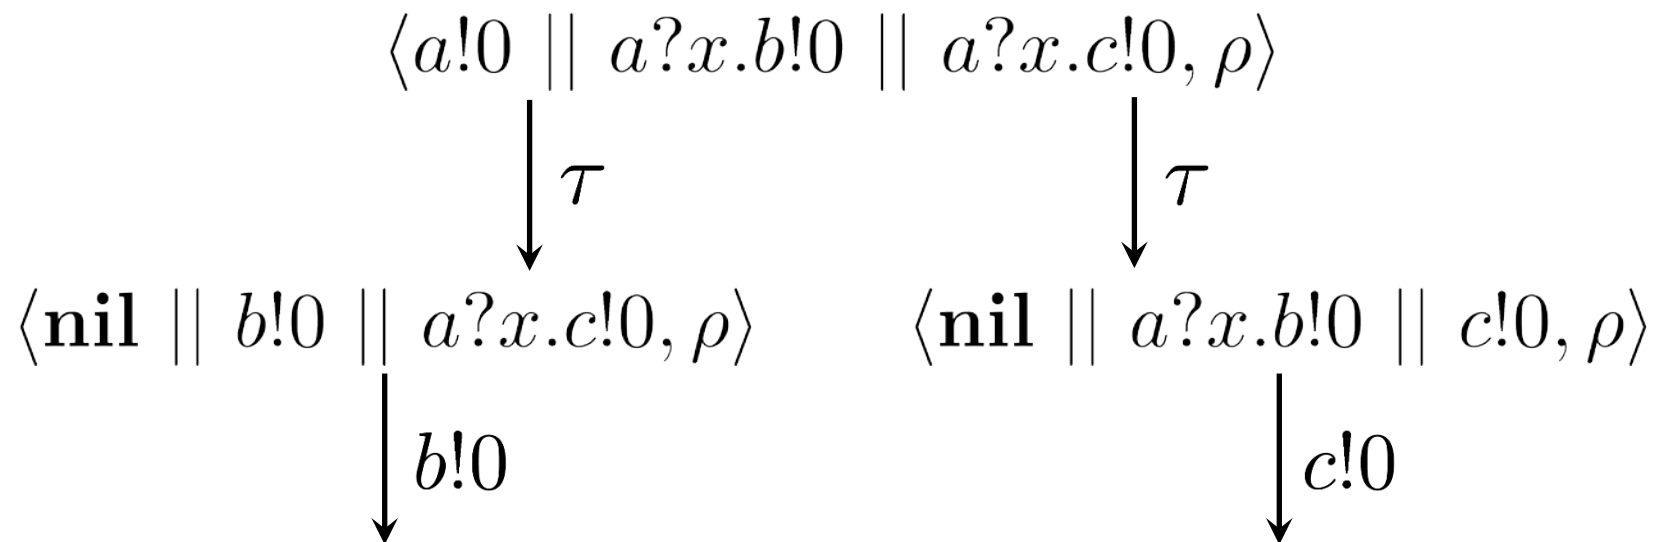 ⟨a!0 || a?x.b!0 || a?x.c!0, ρ⟩
τ τ
⟨nil || b!0 || a?x.c!0, ρ⟩ ⟨nil || a?x.b!0 || c!0, ρ⟩
b!0 c!0